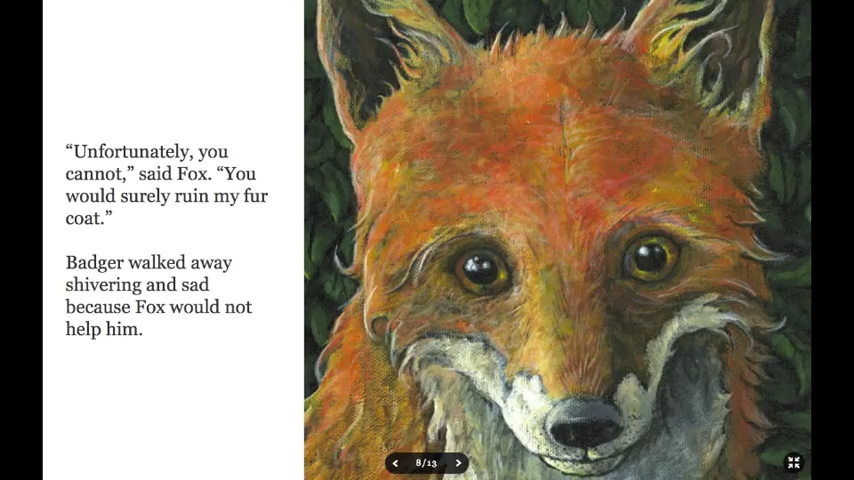 “Unfortunately, you
cannot,” said Fox. “You
would surely ruin my fur
coat.”
Badger walked away
shivering and sad
because Fox would not
help him.
8/13